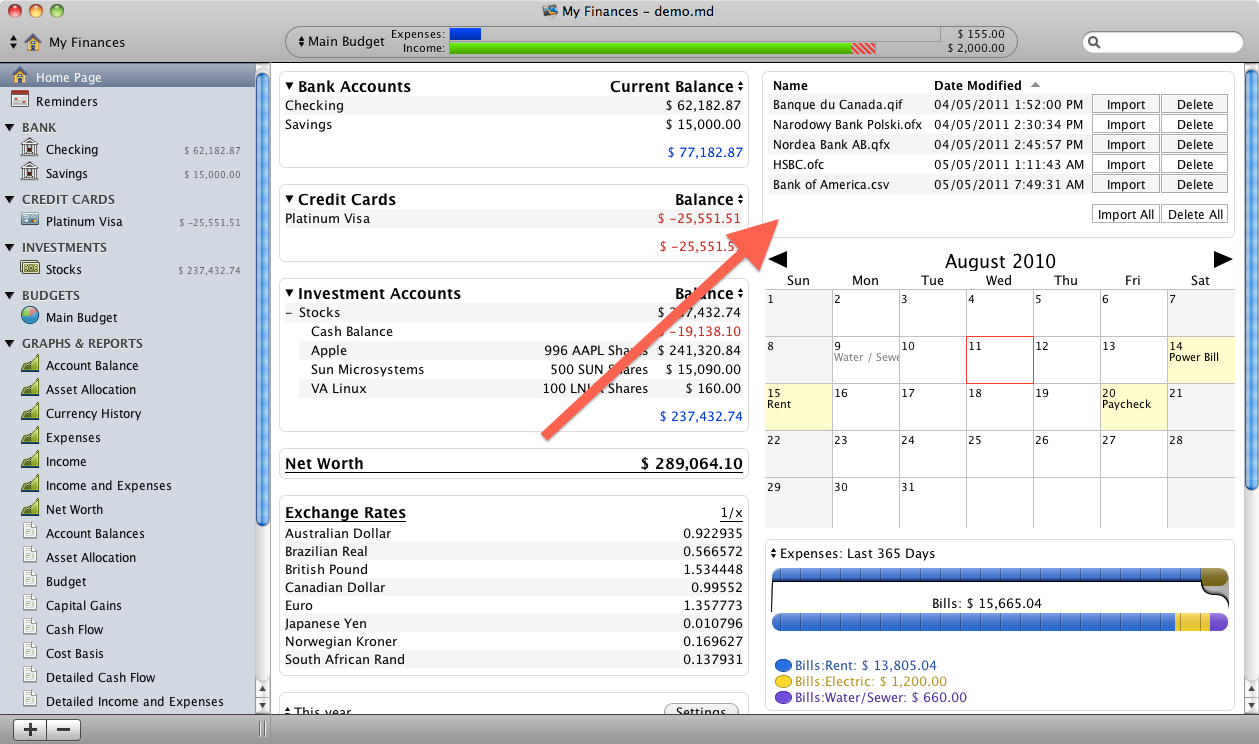 My Finances – demo.md
My Finances
Main Budget
Expenses: $ 155.00
Income: $ 2,000.00
Home Page
Reminders
BANK
Checking $ 62,182.87
Savings $ 15,000.00
CREDIT CARDS
Platinum Visa $ −25,551.51
INVESTMENTS
Stocks $ 237,432.74
BUDGETS
Main Budget
GRAPHS & REPORTS
Account Balance
Asset Allocation
Currency History
Expenses
Income
Income and Expenses
Net Worth
Account Balances
Asset Allocation
Budget
Capital Gains
Cash Flow
Cost Basis
Detailed Cash Flow
Detailed Income and Expenses
Bank Accounts Current Balance
Checking $ 62,182.87
Savings $ 15,000.00
$ 77,182.87
Credit Cards Balance
Platinum Visa $ −25,551.51
$ −25,551.5
Investment Accounts Balance
– Stocks $ 237,432.74
Cash Balance −19,138.10
Apple 996 AAPL Shares $ 241,320.84
Sun Microsystems 500 SUN Shares $ 15,090.00
VA Linux 100 LNUX Shares $ 160.00
$ 237,432.74
Net Worth $ 289,064.10
Exchange Rates 1/x
Australian Dollar 0.922935
Brazilian Real 0.566572
British Pound 1.534448
Canadian Dollar 0.99552
Euro 1.357773
Japanese Yen 0.010796
Norwegian Kroner 0.169627
South African Rand 0.137931
This year Settings
Name Date Modified
Banque du Canada.qif 04/05/2011 1:52:00 PM Import Delete
Narodowy Bank Polski.ofx 04/05/2011 2:30:34 PM Import Delete
Nordea Bank AB.qfx 04/05/2011 2:45:57 PM Import Delete
HSBC.ofc 05/05/2011 1:11:43 AM Import Delete
Bank of America.csv 05/05/2011 7:49:31 AM Import Delete
Import All Delete All
August 2010
Sun Mon Tue Wed Thu Fri Sat
1 2 3 4 5 6 7
8 9 10 11 12 13 14
Water / Sewe Power Bill
15 16 17 18 19 20 21
Rent Paycheck
22 23 24 25 26 27 28
29 30 31
Expenses: Last 365 Days
Bills: $ 15,665.04
Bills:Rent: $ 13,805.04
Bills:Electric: $ 1,200.00
Bills:Water/Sewer: $ 660.00